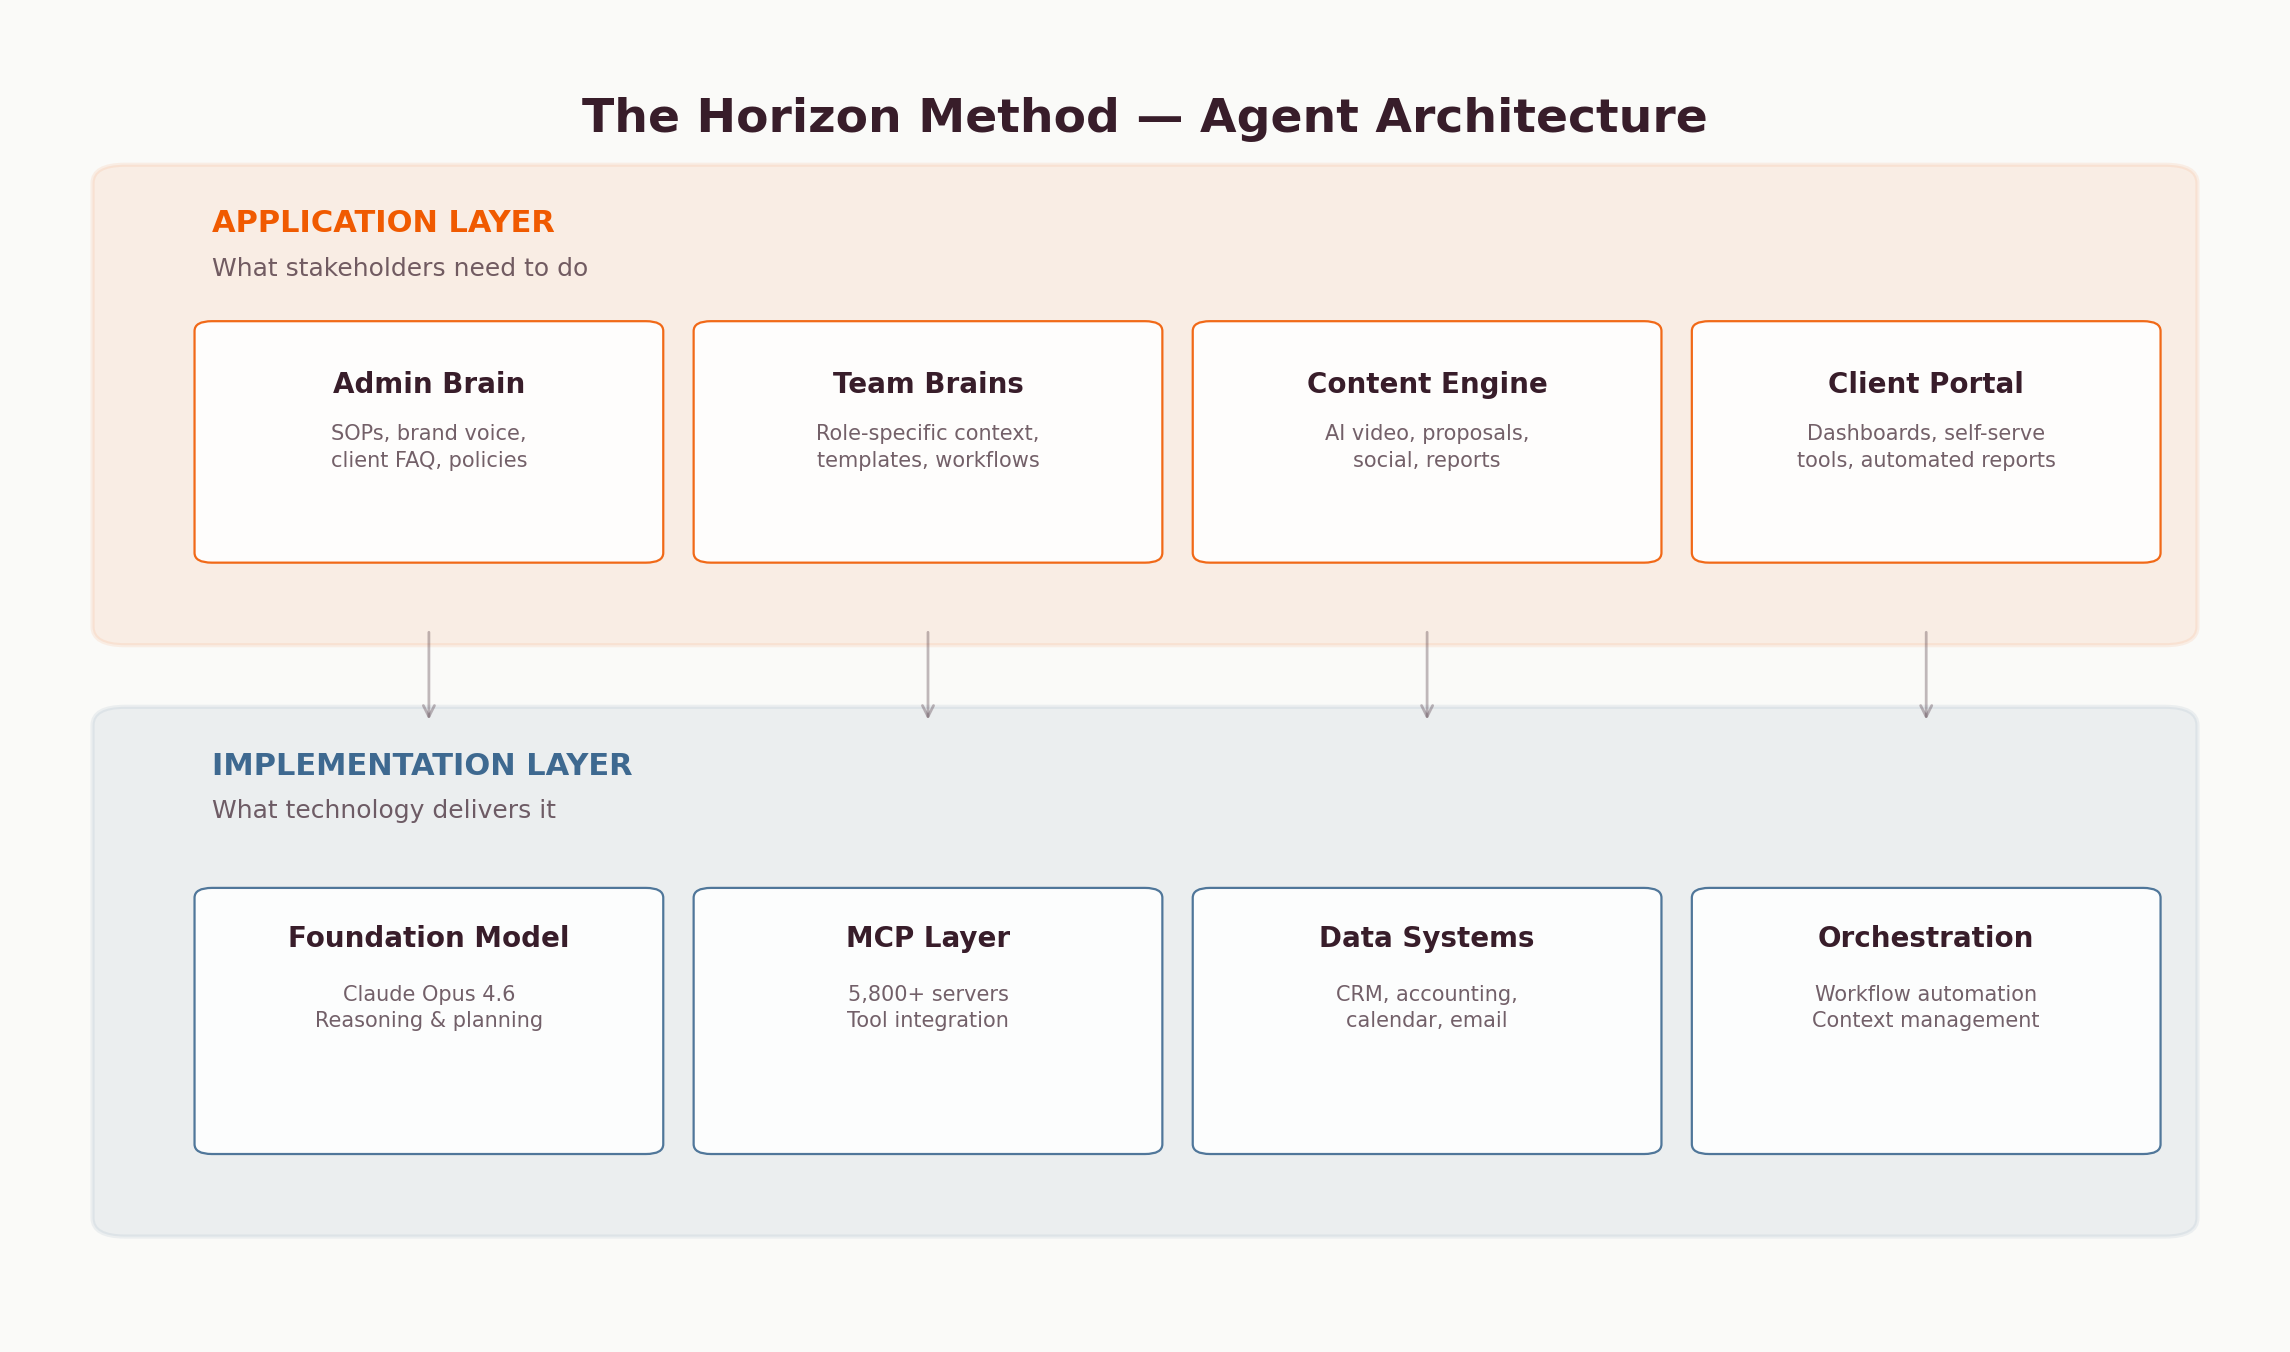 The Horizon Method — Agent Architecture
APPLICATION LAYER
What stakeholders need to do
Admin Brain
SOPs, brand voice,
client FAQ, policies
Team Brains
Role-specific context,
templates, workflows
Content Engine
AI video, proposals,
social, reports
Client Portal
Dashboards, self-serve
tools, automated reports
IMPLEMENTATION LAYER
What technology delivers it
Foundation Model
Claude Opus 4.6
Reasoning & planning
MCP Layer
5,800+ servers
Tool integration
Data Systems
CRM, accounting,
calendar, email
Orchestration
Workflow automation
Context management